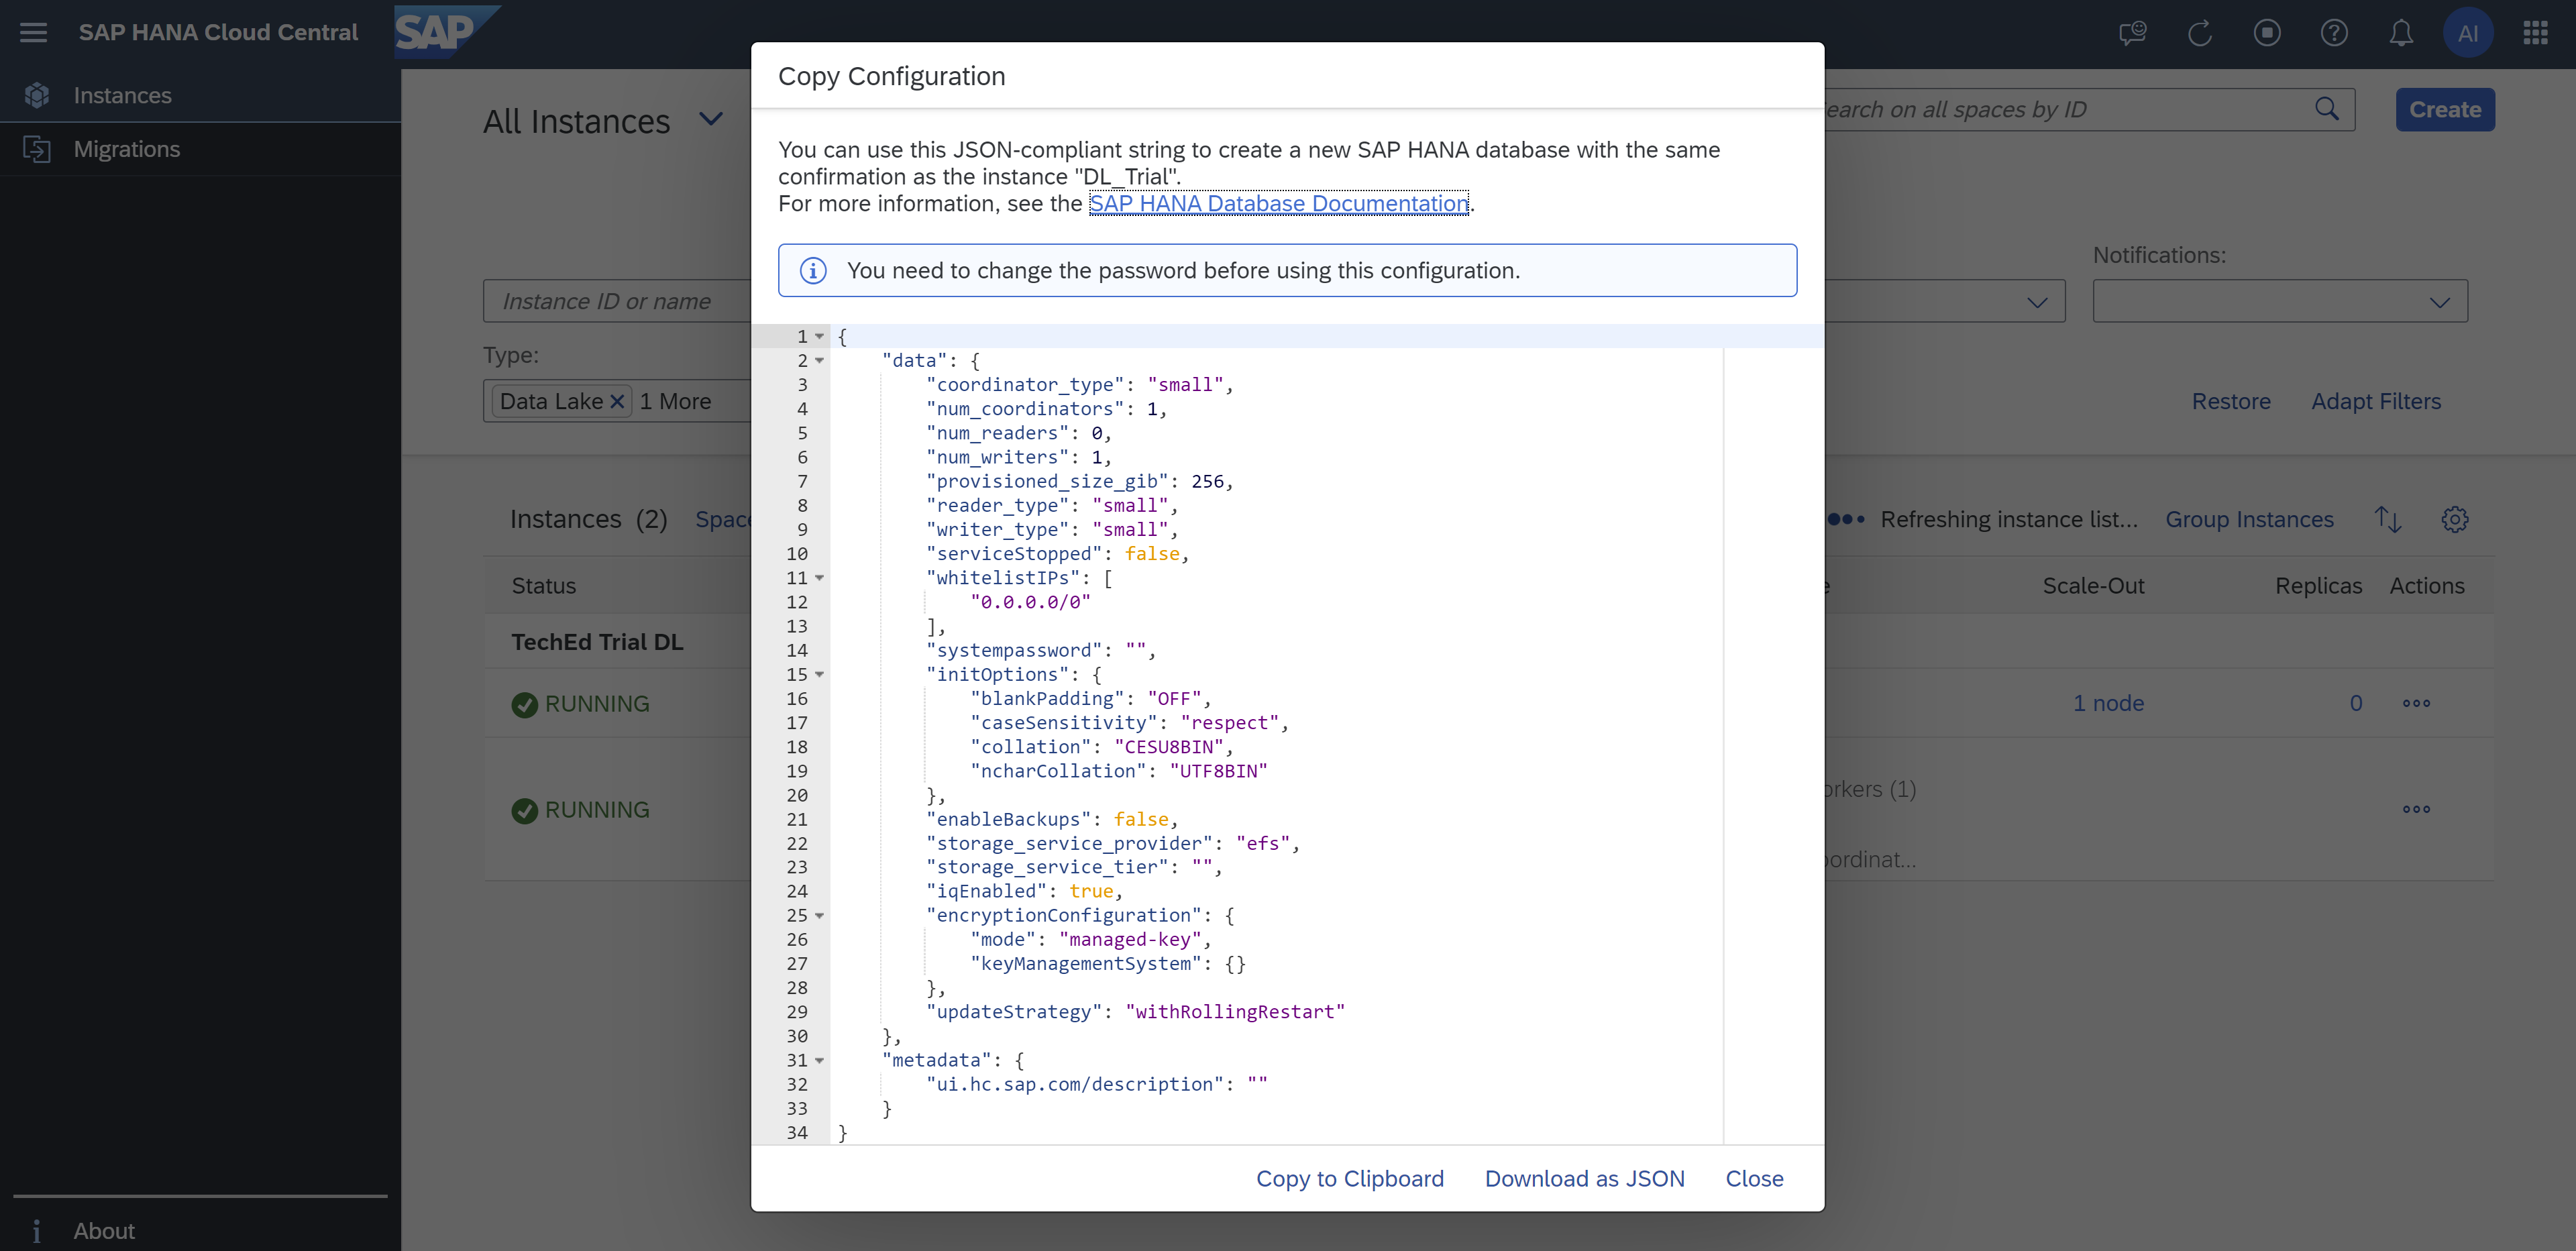 SAP HANA Cloud Central
SAP
AI
Instances
Migrations
All Instances
earch on all spaces by ID
Create
Instance ID or name
Notifications:
Type:
Data Lake
1 More
Restore
Adapt Filters
Instances (2)
Space
Refreshing instance list...
Group Instances
Status
Scale-Out
Replicas
Actions
TechEd Trial DL
RUNNING
1 node
0
RUNNING
orkers (1)
oordinat...
About
Copy Configuration
You can use this JSON-compliant string to create a new SAP HANA database with the same
confirmation as the instance "DL_Trial".
For more information, see the SAP HANA Database Documentation.
You need to change the password before using this configuration.
1 {
2 "data": {
3 "coordinator_type": "small",
4 "num_coordinators": 1,
5 "num_readers": 0,
6 "num_writers": 1,
7 "provisioned_size_gib": 256,
8 "reader_type": "small",
9 "writer_type": "small",
10 "serviceStopped": false,
11 "whitelistIPs": [
12 "0.0.0.0/0"
13 ],
14 "systempassword": "",
15 "initOptions": {
16 "blankPadding": "OFF",
17 "caseSensitivity": "respect",
18 "collation": "CESU8BIN",
19 "ncharCollation": "UTF8BIN"
20 },
21 "enableBackups": false,
22 "storage_service_provider": "efs",
23 "storage_service_tier": "",
24 "iqEnabled": true,
25 "encryptionConfiguration": {
26 "mode": "managed-key",
27 "keyManagementSystem": {}
28 },
29 "updateStrategy": "withRollingRestart"
30 },
31 "metadata": {
32 "ui.hc.sap.com/description": ""
33 }
34 }
Copy to Clipboard
Download as JSON
Close